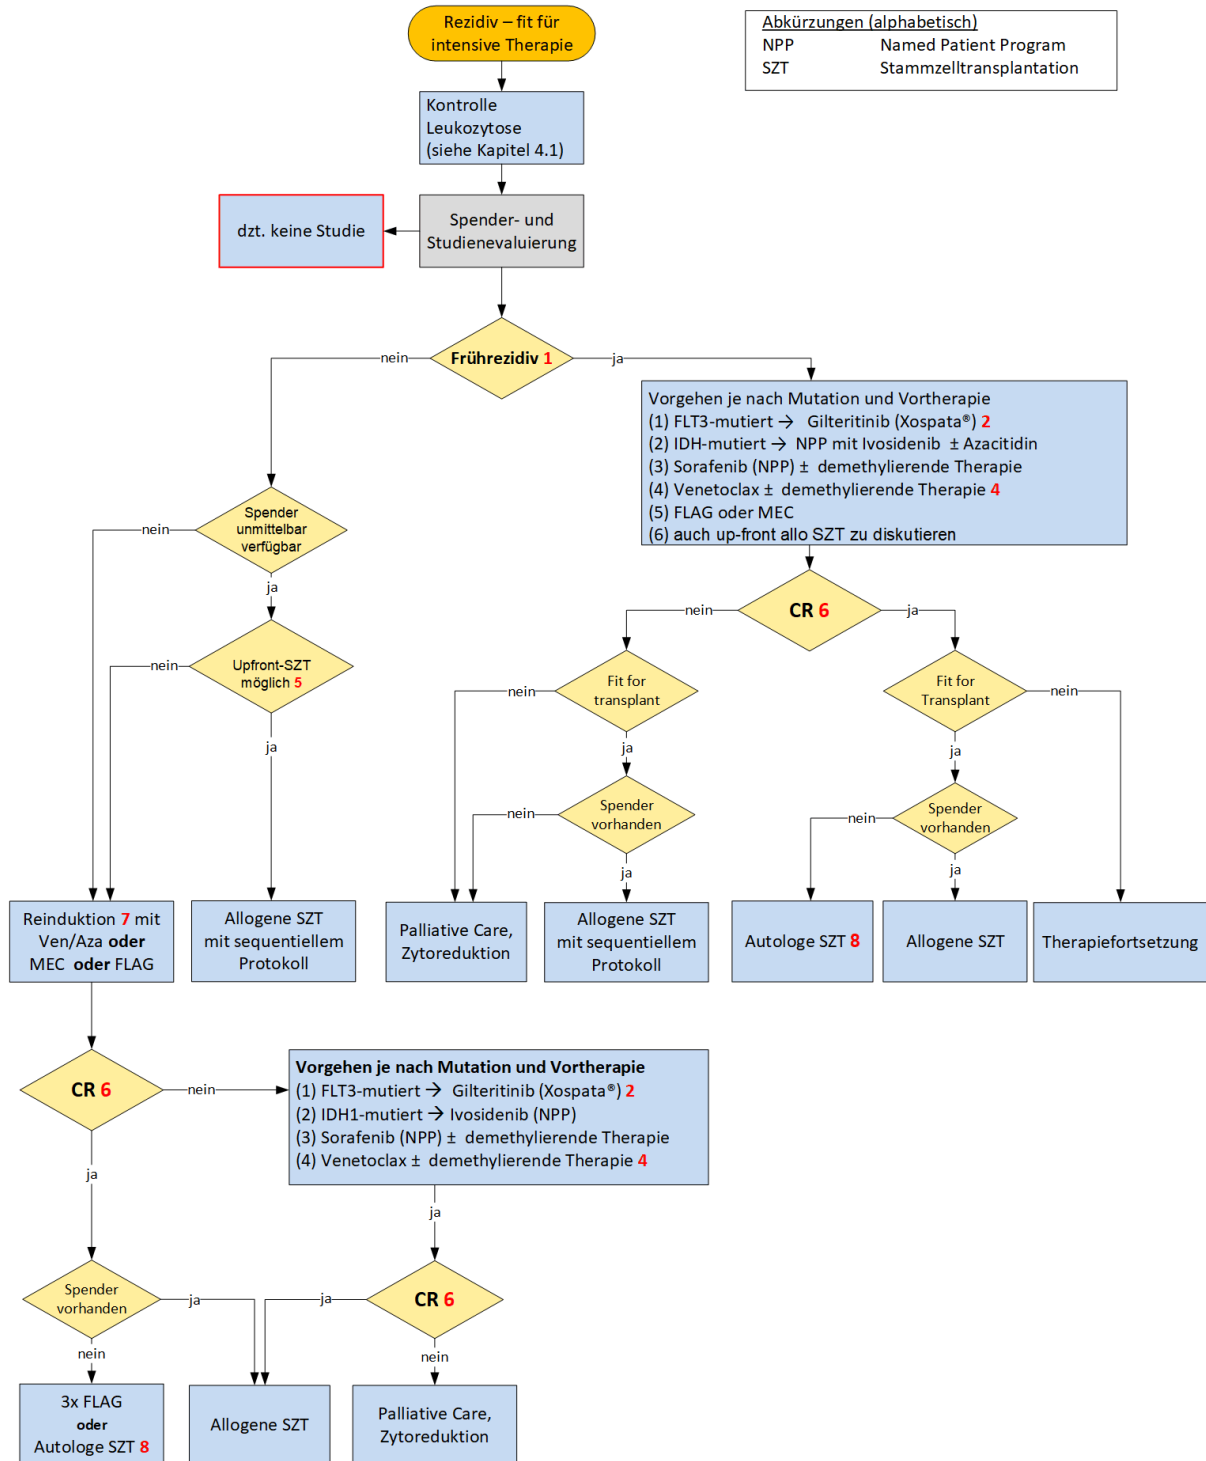 Rezidiv – fit für
intensive Therapie
Abkürzungen (alphabetisch)
NPP Named Patient Program
SZT Stammzelltransplantation
Kontrolle
Leukozytose
(siehe Kapitel 4.1)
dzt. keine Studie
Spender- und
Studienevaluierung
nein
Frührezidiv 1
ja
Vorgehen je nach Mutation und Vortherapie
(1) FLT3-mutiert → Gilteritinib (Xospata®) 2
(2) IDH-mutiert → NPP mit Ivosidenib ± Azacitidin
(3) Sorafenib (NPP) ± demethylierende Therapie
(4) Venetoclax ± demethylierende Therapie 4
(5) FLAG oder MEC
(6) auch up-front allo SZT zu diskutieren
nein
Spender
unmittelbar
verfügbar
ja
nein
CR 6
ja
nein
Upfront-SZT
möglich 5
ja
nein
Fit for
transplant
ja
Fit for
Transplant
nein
ja
nein
Spender
vorhanden
ja
nein
Spender
vorhanden
ja
Reinduktion 7 mit
Ven/Aza oder
MEC oder FLAG
Allogene SZT
mit sequentiellem
Protokoll
Palliative Care,
Zytoreduktion
Allogene SZT
mit sequentiellem
Protokoll
Autologe SZT 8
Allogene SZT
Therapiefortsetzung
CR 6
nein
Vorgehen je nach Mutation und Vortherapie
(1) FLT3-mutiert → Gilteritinib (Xospata®) 2
(2) IDH1-mutiert → Ivosidenib (NPP)
(3) Sorafenib (NPP) ± demethylierende Therapie
(4) Venetoclax ± demethylierende Therapie 4
ja
ja
Spender
vorhanden
ja
ja
CR 6
nein
nein
3x FLAG
oder
Autologe SZT 8
Allogene SZT
Palliative Care,
Zytoreduktion